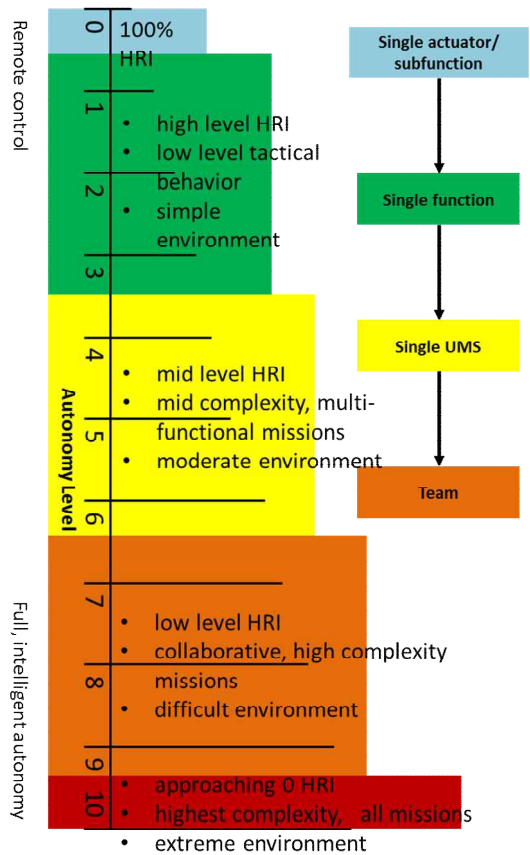 Remote control
Autonomy Level
Full, intelligent autonomy
0
1
2
3
4
5
6
7
8
9
10
100%
HRI
• high level HRI
• low level tactical
behavior
• simple
environment
• mid level HRI
• mid complexity, multi-
functional missions
• moderate environment
• low level HRI
• collaborative, high complexity
missions
• difficult environment
• approaching 0 HRI
• highest complexity, all missions
• extreme environment
Single actuator/
subfunction
Single function
Single UMS
Team